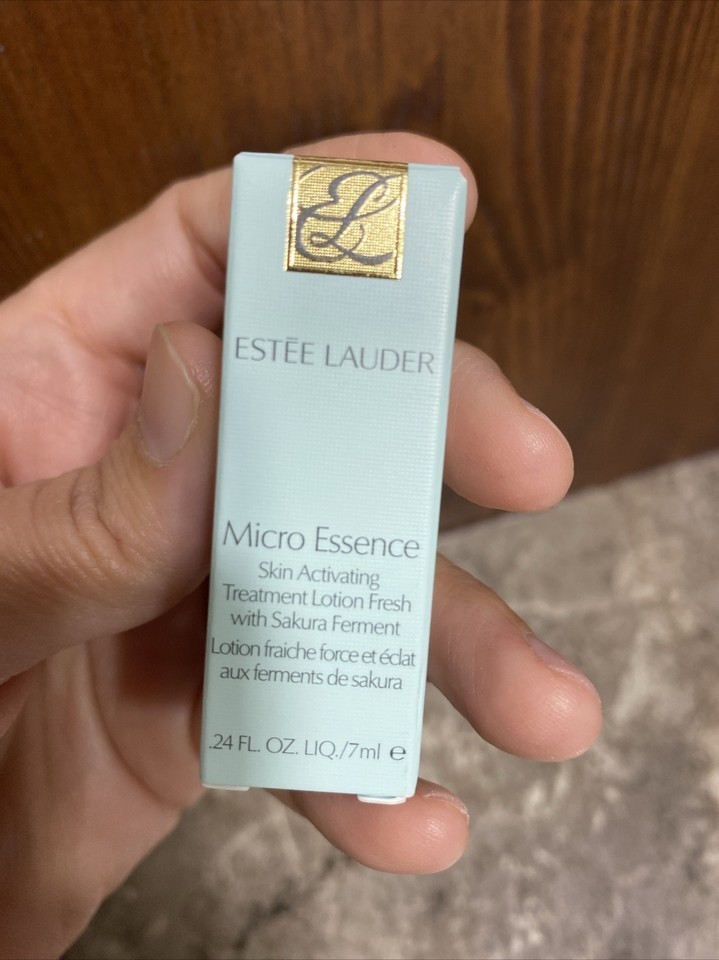 EL
ESTĒE LAUDER
Micro Essence
Skin Activating
Treatment Lotion Fresh
with Sakura Ferment
Lotion fraiche force et éclat
aux ferments de sakura
.24 FL. OZ. LIQ./7ml ℮